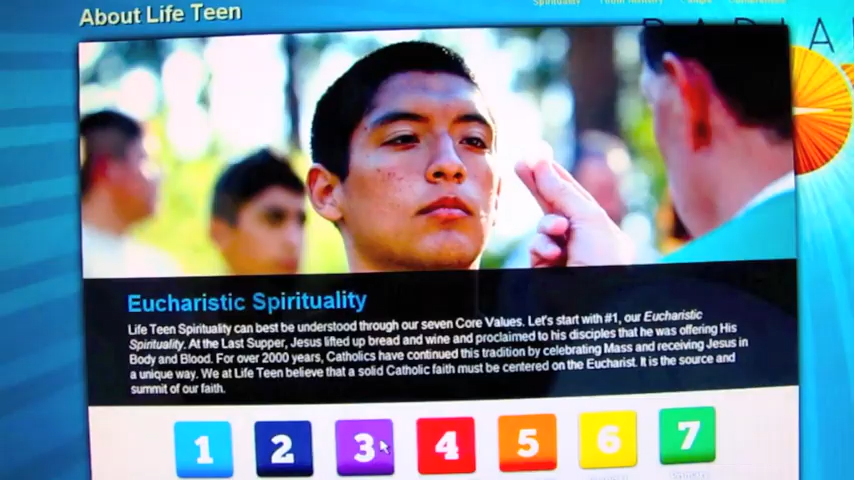 About Life Teen
Eucharistic Spirituality
Life Teen Spirituality can best be understood through our seven Core Values. Let's start with #1, our Eucharistic
Spirituality. At the Last Supper, Jesus lifted up bread and wine and proclaimed to his disciples that he was offering His
Body and Blood. For over 2000 years, Catholics have continued this tradition by celebrating Mass and receiving Jesus in
a unique way. We at Life Teen believe that a solid Catholic faith must be centered on the Eucharist. It is the source and
summit of our faith.
1 2 3 4 5 6 7